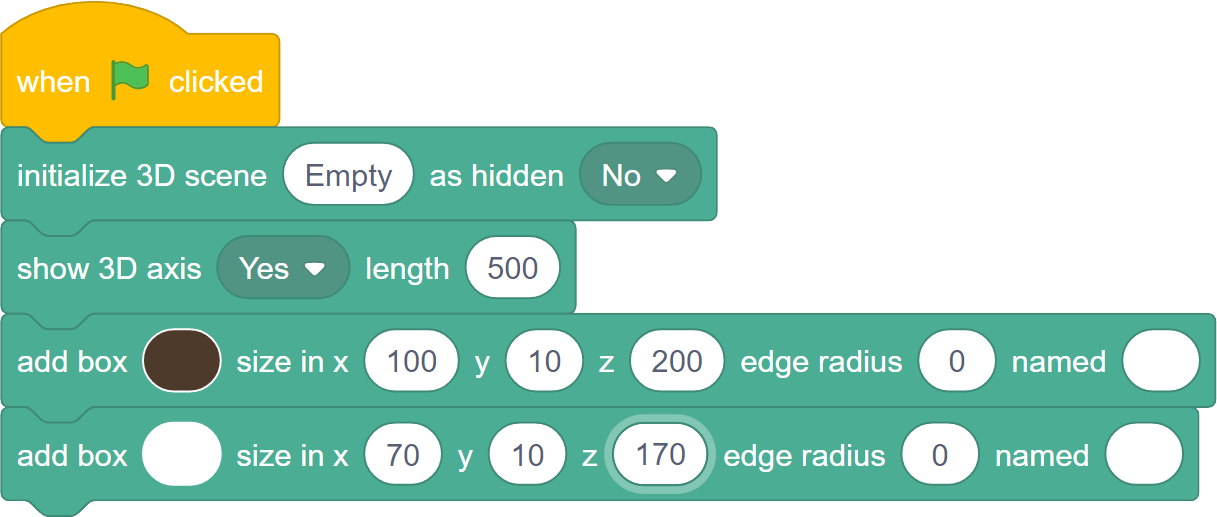 when clicked
initialize 3D scene Empty as hidden No
show 3D axis Yes length 500
add box size in x 100 y 10 z 200 edge radius 0 named
add box size in x 70 y 10 z 170 edge radius 0 named